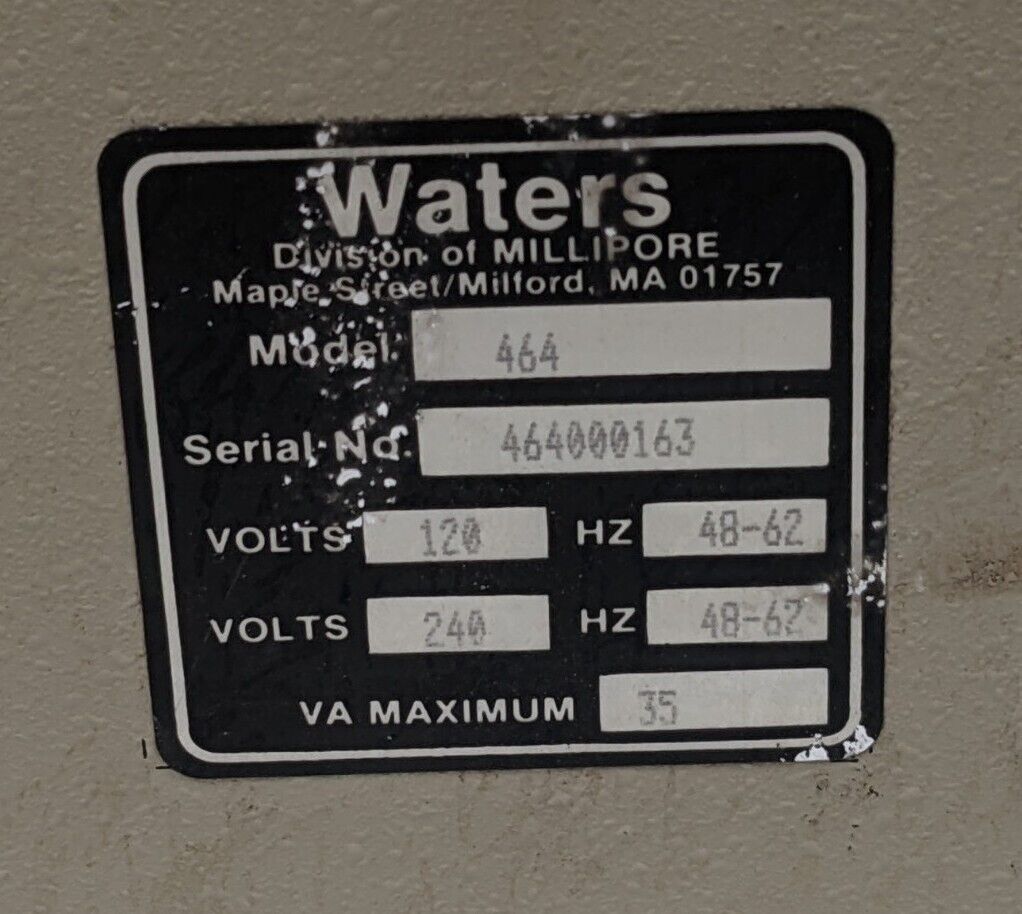 Waters
Division of MILLIPORE
Maple Street/Milford, MA 01757
Model 464
Serial No. 464000163
VOLTS 120 HZ 48-62
VOLTS 240 HZ 48-62
VA MAXIMUM 35